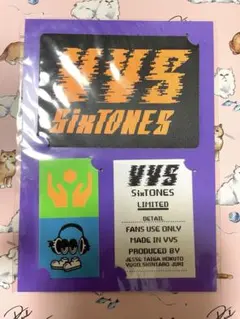 VVS
SixTONES
VVS
SixTONES
LIMITED
DETAIL
FANS USE ONLY
MADE IN VVS
PRODUCED BY
JESSE TAIGA HOKUTO
YUGO SHINTARO JURI